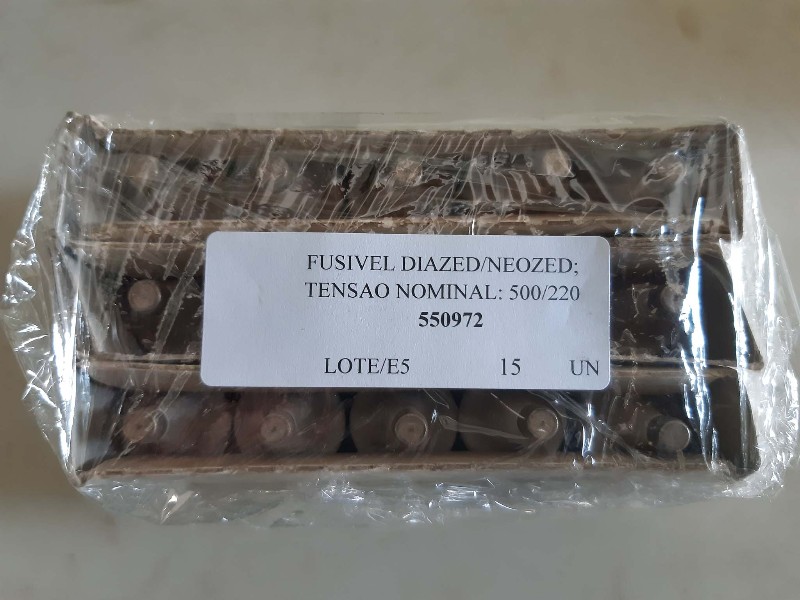 FUSIVEL DIAZED/NEOZED;
TENSAO NOMINAL: 500/220
550972
LOTE/E5 15 UN